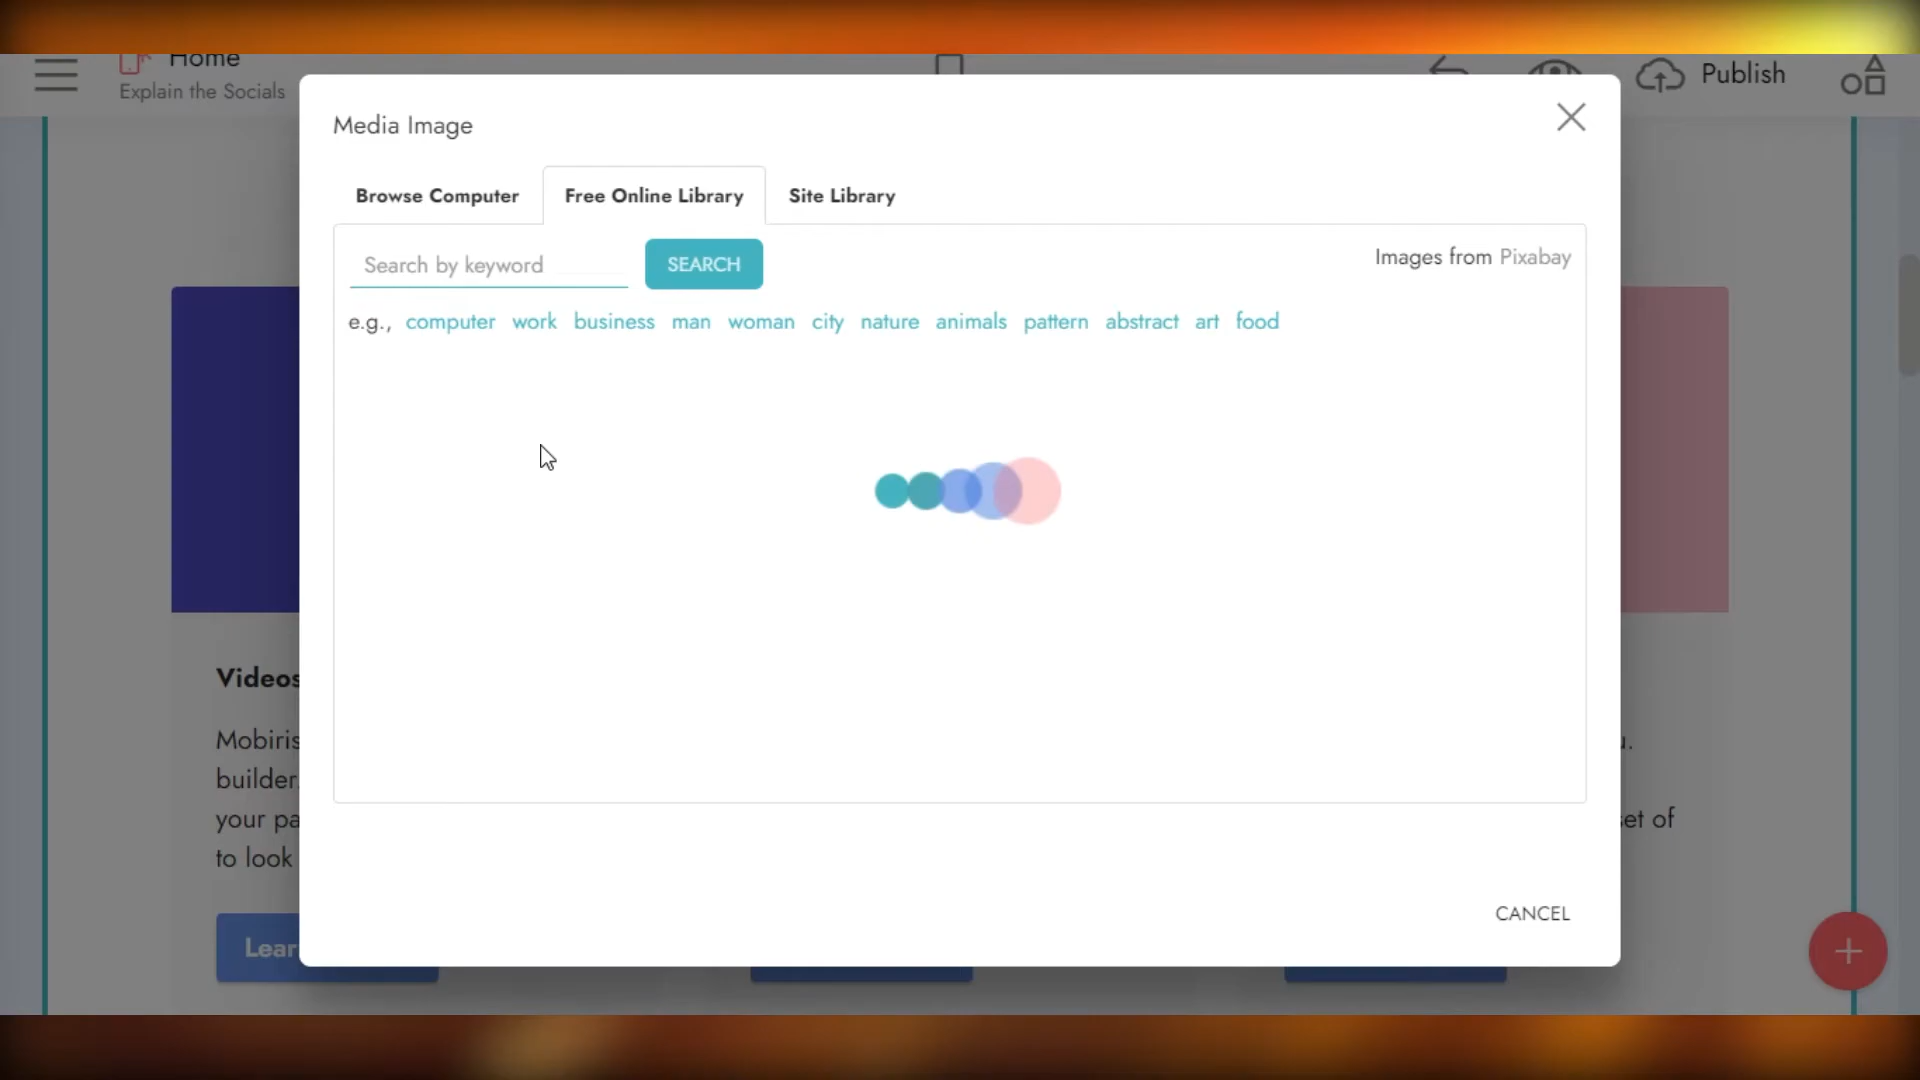 Home
Explain the Socials
Publish
Media Image
Browse Computer Free Online Library Site Library
Search by keyword SEARCH Images from Pixabay
e.g., computer work business man woman city nature animals pattern abstract art food
Videos
Mobiris
builder.
your pa
set of
to look
Lear
CANCEL